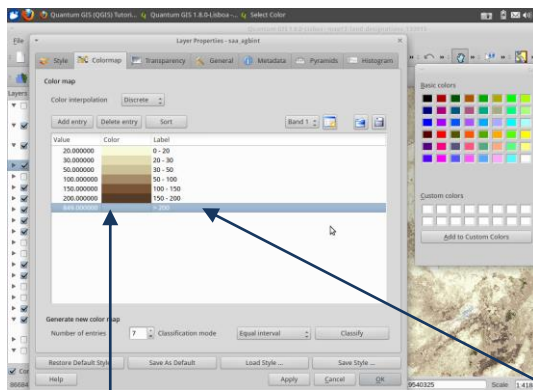 Quantum GIS (QGIS) Tutori...
Quantum GIS 1.8.0-Lisboa-...
Select Color
File
Layer Properties - saa_agbint
Style
Colormap
Transparency
General
Metadata
Pyramids
Histogram
Color map
Color interpolation
Discrete
Add entry
Delete entry
Sort
Band 1
Value Color Label
20.000000 0 - 20
30.000000 20 - 30
50.000000 30 - 50
100.000000 50 - 100
150.000000 100 - 150
200.000000 150 - 200
Generate new color map
Number of entries 7 Classification mode Equal interval Classify
Restore Default Style Save As Default Load Style ... Save Style ...
Help Apply Cancel OK
Layers
Basic colors
Custom colors
Add to Custom Colors
9540325 Scale